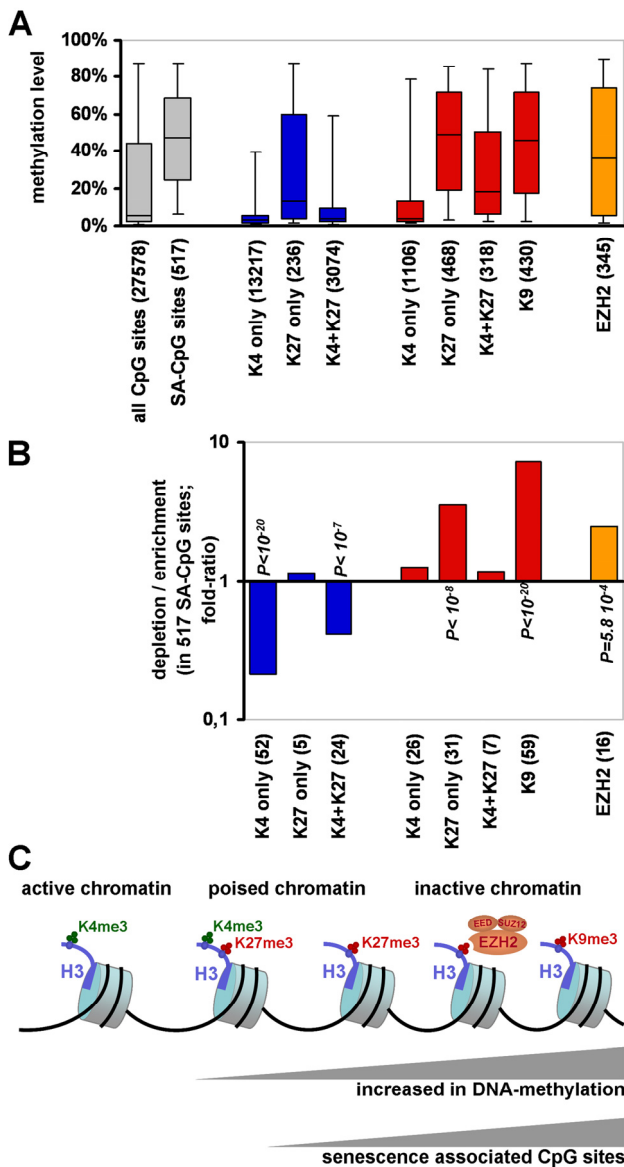 A
methylation level
100%
80%
60%
40%
20%
0%
all CpG sites (27578)
SA-CpG sites (517)
K4 only (13217)
K27 only (236)
K4+K27 (3074)
K4 only (1106)
K27 only (468)
K4+K27 (318)
K9 (430)
EZH2 (345)
B
depletion / enrichment
(in 517 SA-CpG sites;
fold-ratio)
10
1
0,1
P<10-20
P< 10-7
P< 10-8
P<10-20
P=5.8 10-4
K4 only (52)
K27 only (5)
K4+K27 (24)
K4 only (26)
K27 only (31)
K4+K27 (7)
K9 (59)
EZH2 (16)
C
active chromatin poised chromatin inactive chromatin
K4me3
H3
K4me3
K27me3
H3
K27me3
H3
EED SUZ12
EZH2
H3
K9me3
H3
increased in DNA-methylation
senescence associated CpG sites